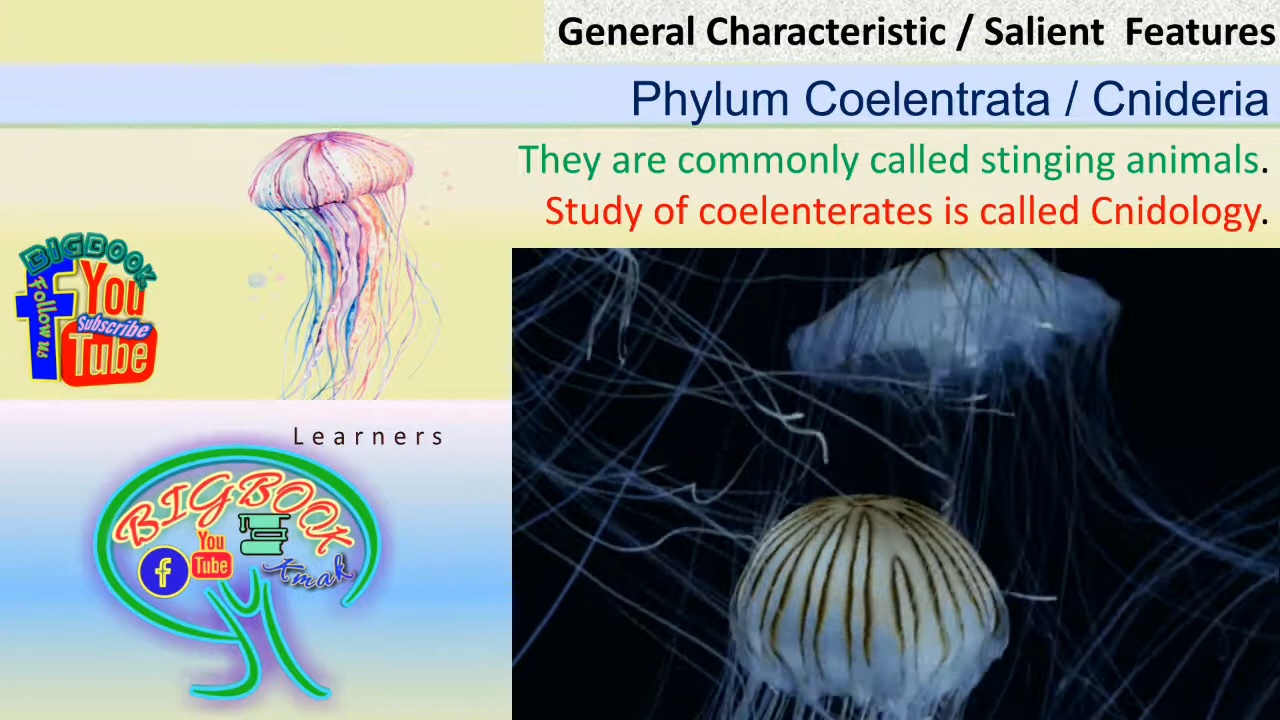 General Characteristic / Salient Features
Phylum Coelentrata / Cnideria
They are commonly called stinging animals.
Study of coelenterates is called Cnidology.
BIGBOOK
Follow us
You
Subscribe
Tube
Learners
BIGBOOK
f
You
Tube
tmak